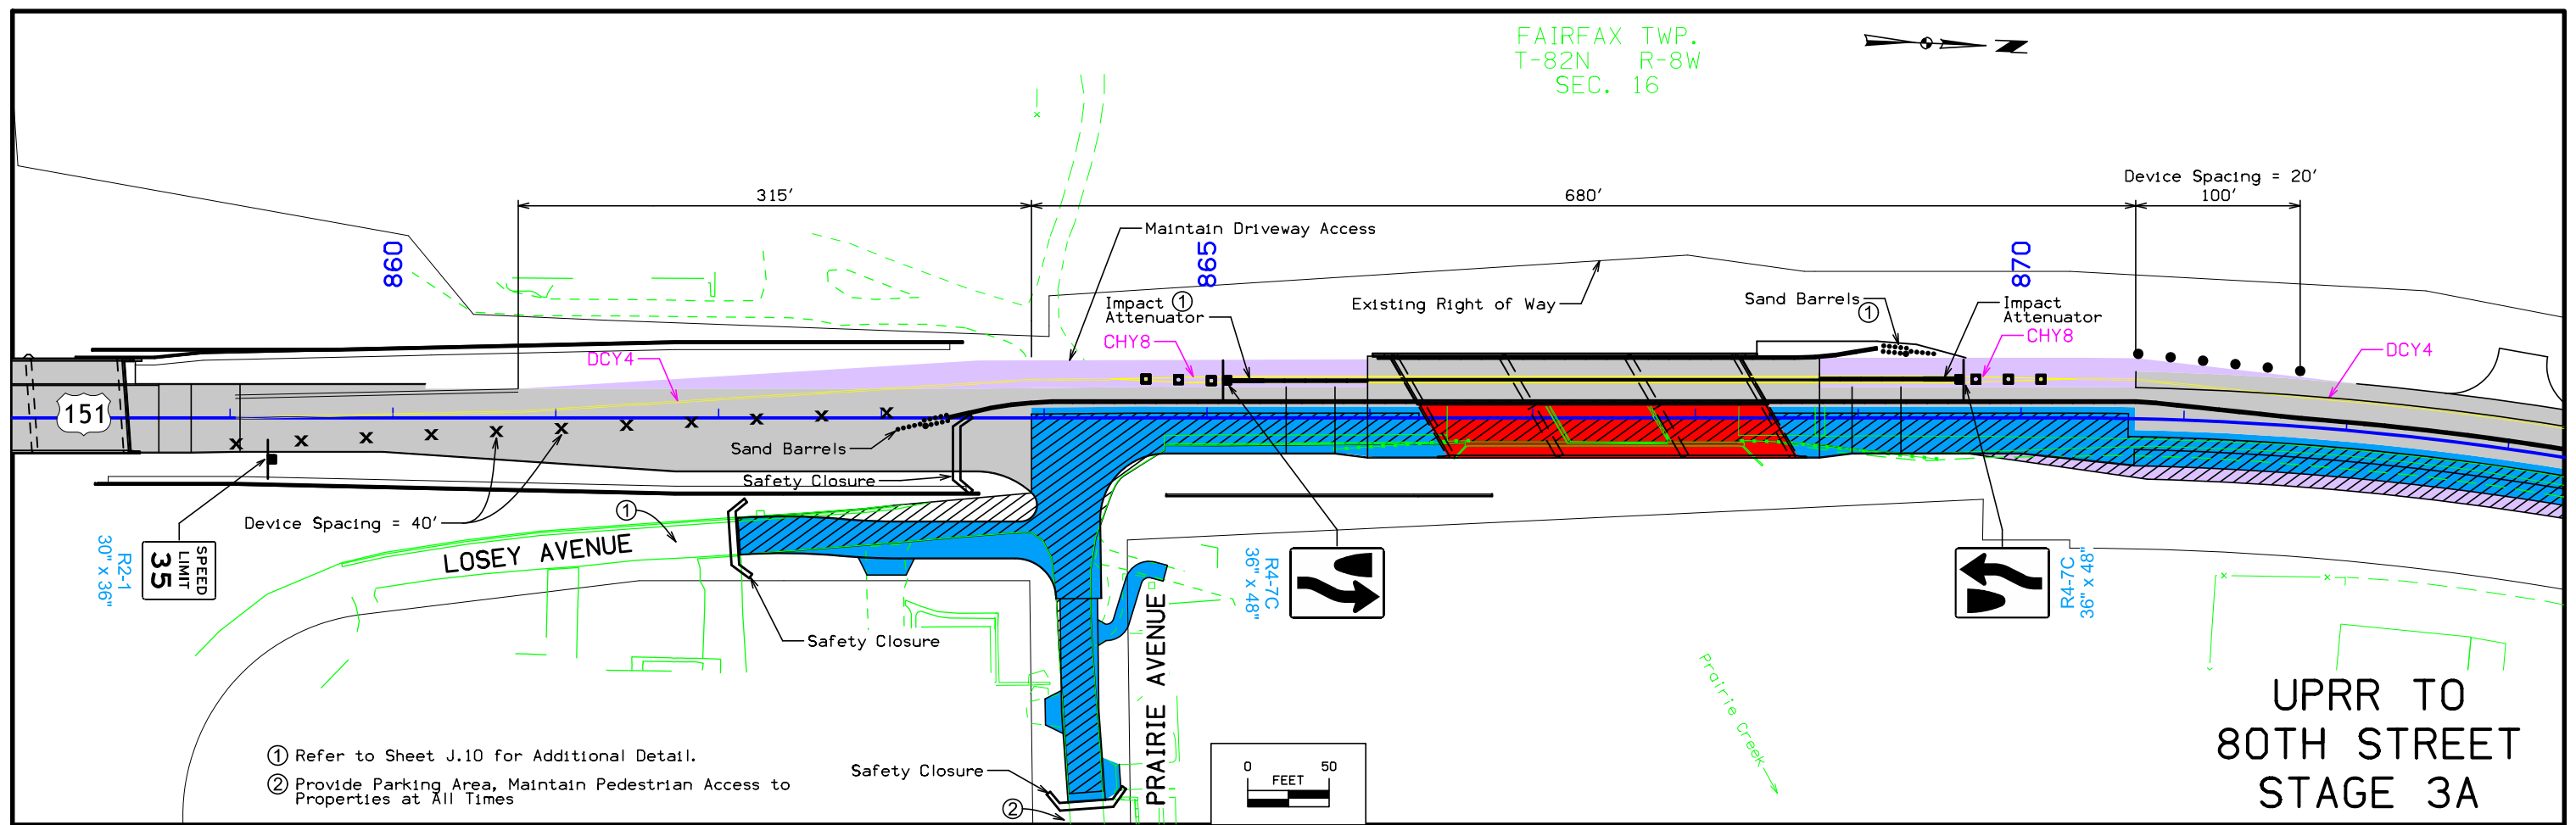 FAIRFAX TWP.
T-82N R-8W
SEC. 16
N
315'
680'
Device Spacing = 20'
100'
860
865
870
Maintain Driveway Access
Impact ①
Attenuator
CHY8
Existing Right of Way
Sand Barrels
①
Impact
Attenuator
CHY8
DCY4
DCY4
151
Sand Barrels
Safety Closure
Device Spacing = 40'
①
LOSEY AVENUE
SPEED
LIMIT
35
R2-1
30" x 36"
R4-7C
36" x 48"
R4-7C
36" x 48"
Safety Closure
PRAIRIE AVENUE
Prairie Creek
① Refer to Sheet J.10 for Additional Detail.
② Provide Parking Area, Maintain Pedestrian Access to
Properties at All Times
Safety Closure
②
0 50
FEET
UPRR TO
80TH STREET
STAGE 3A